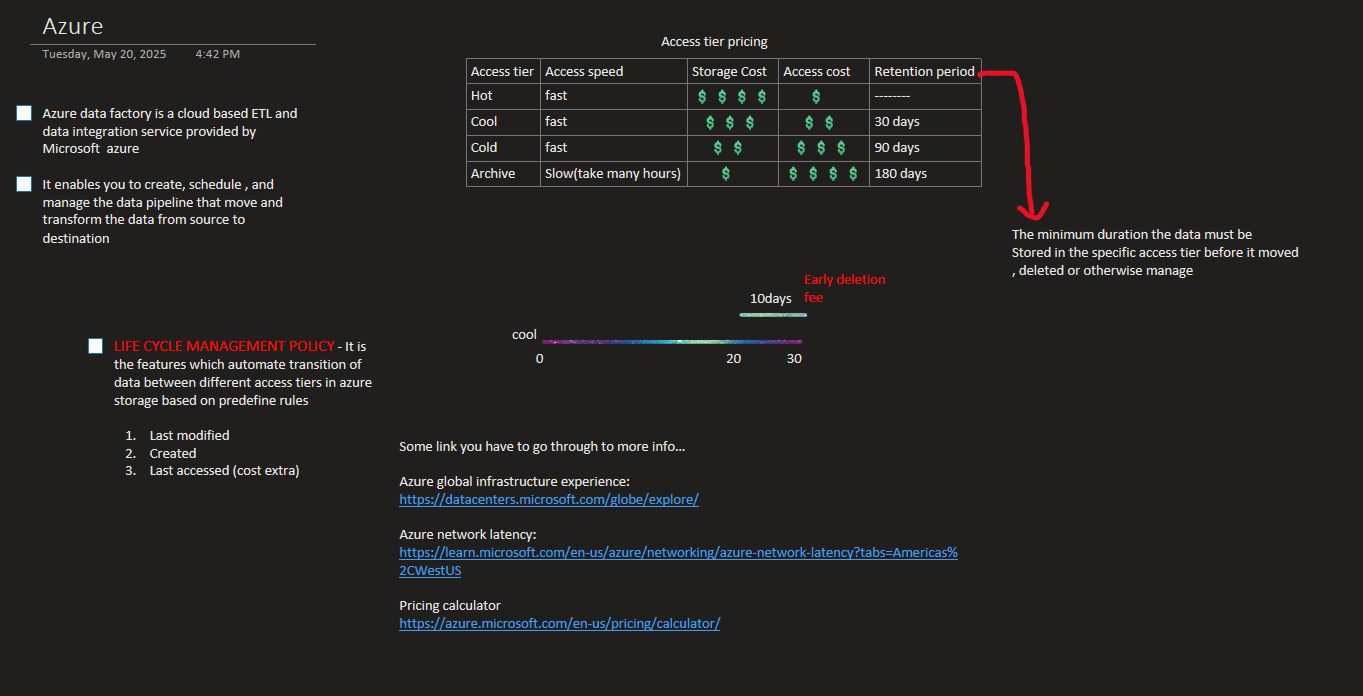 Azure
Tuesday, May 20, 2025 4:42 PM
Azure data factory is a cloud based ETL and
data integration service provided by
Microsoft azure
It enables you to create, schedule , and
manage the data pipeline that move and
transform the data from source to
destination
LIFE CYCLE MANAGEMENT POLICY - It is
the features which automate transition of
data between different access tiers in azure
storage based on predefine rules
1. Last modified
2. Created
3. Last accessed (cost extra)
Access tier pricing
Access tier Access speed Storage Cost Access cost Retention period
Hot fast $ $ $ $ $ --------
Cool fast $ $ $ $ $ 30 days
Cold fast $ $ $ $ $ 90 days
Archive Slow(take many hours) $ $ $ $ $ 180 days
The minimum duration the data must be
Stored in the specific access tier before it moved
, deleted or otherwise manage
Early deletion
10days fee
cool
0 20 30
Some link you have to go through to more info...
Azure global infrastructure experience:
https://datacenters.microsoft.com/globe/explore/
Azure network latency:
https://learn.microsoft.com/en-us/azure/networking/azure-network-latency?tabs=Americas%
2CWestUS
Pricing calculator
https://azure.microsoft.com/en-us/pricing/calculator/